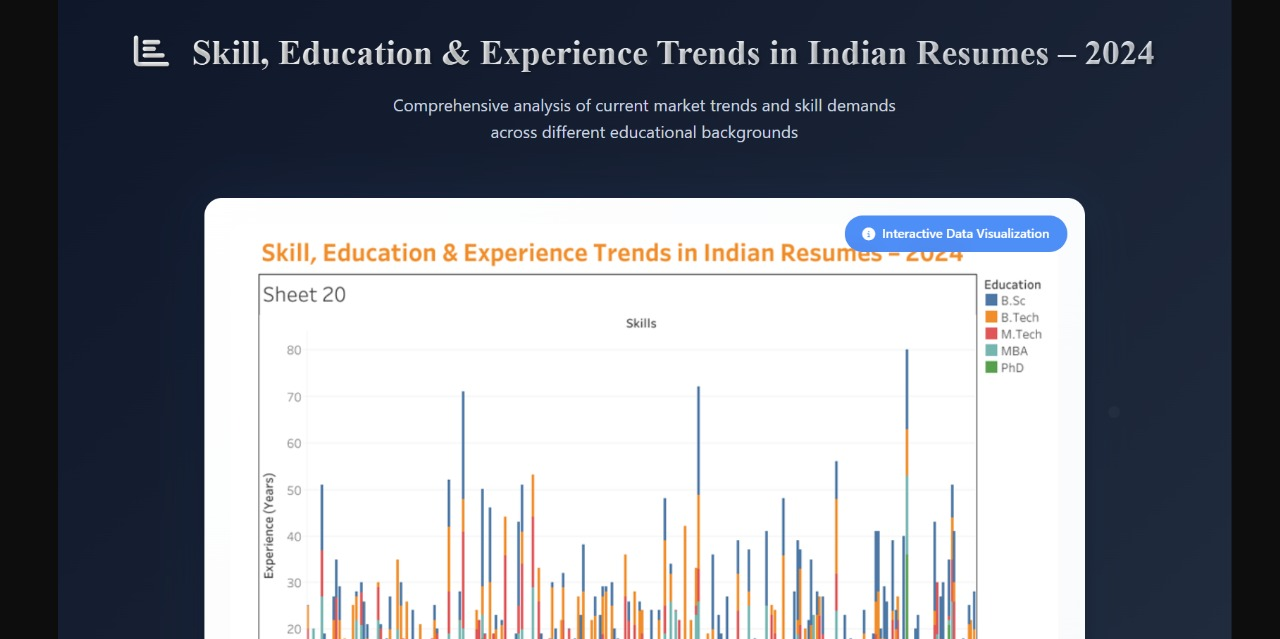 Skill, Education & Experience Trends in Indian Resumes – 2024
Comprehensive analysis of current market trends and skill demands
across different educational backgrounds
Interactive Data Visualization
Skill, Education & Experience Trends in Indian Resumes – 2024
Sheet 20
Skills
Education
B.Sc
B.Tech
M.Tech
MBA
PhD
Experience (Years)
80
70
60
50
40
30
20